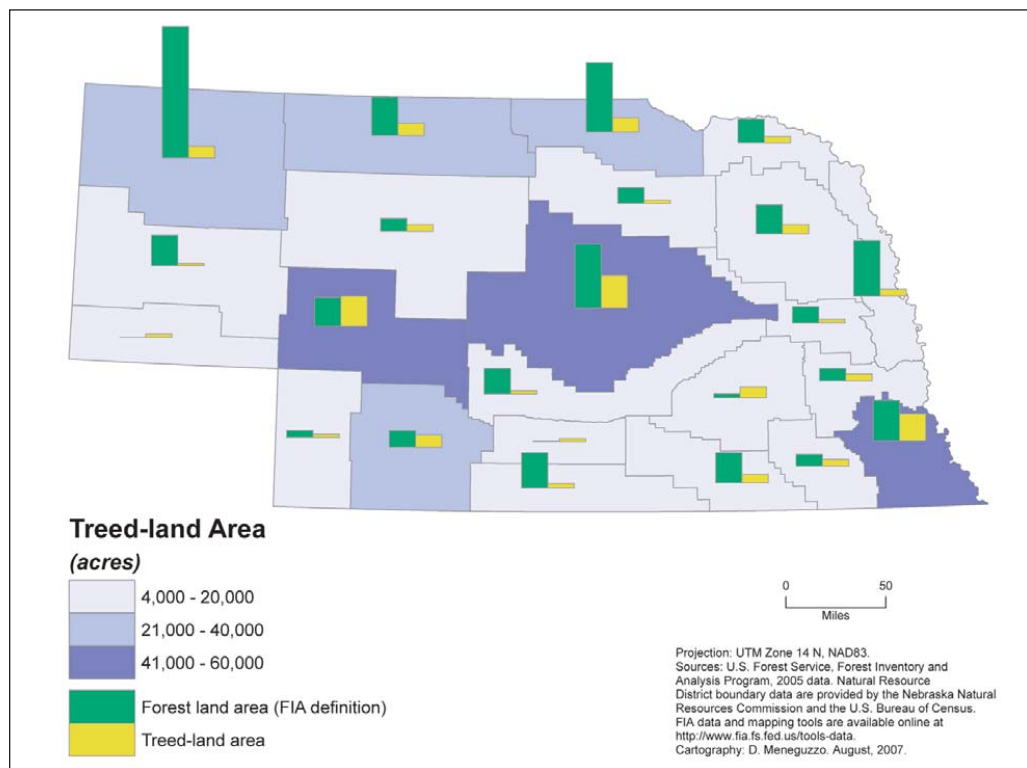 Treed-land Area
(acres)
4,000 - 20,000
21,000 - 40,000
41,000 - 60,000
Forest land area (FIA definition)
Treed-land area
0 50
Miles
Projection: UTM Zone 14 N, NAD83.
Sources: U.S. Forest Service, Forest Inventory and
Analysis Program, 2005 data. Natural Resource
District boundary data are provided by the Nebraska Natural
Resources Commission and the U.S. Bureau of Census.
FIA data and mapping tools are available online at
http://www.fia.fs.fed.us/tools-data.
Cartography: D. Meneguzzo. August, 2007.